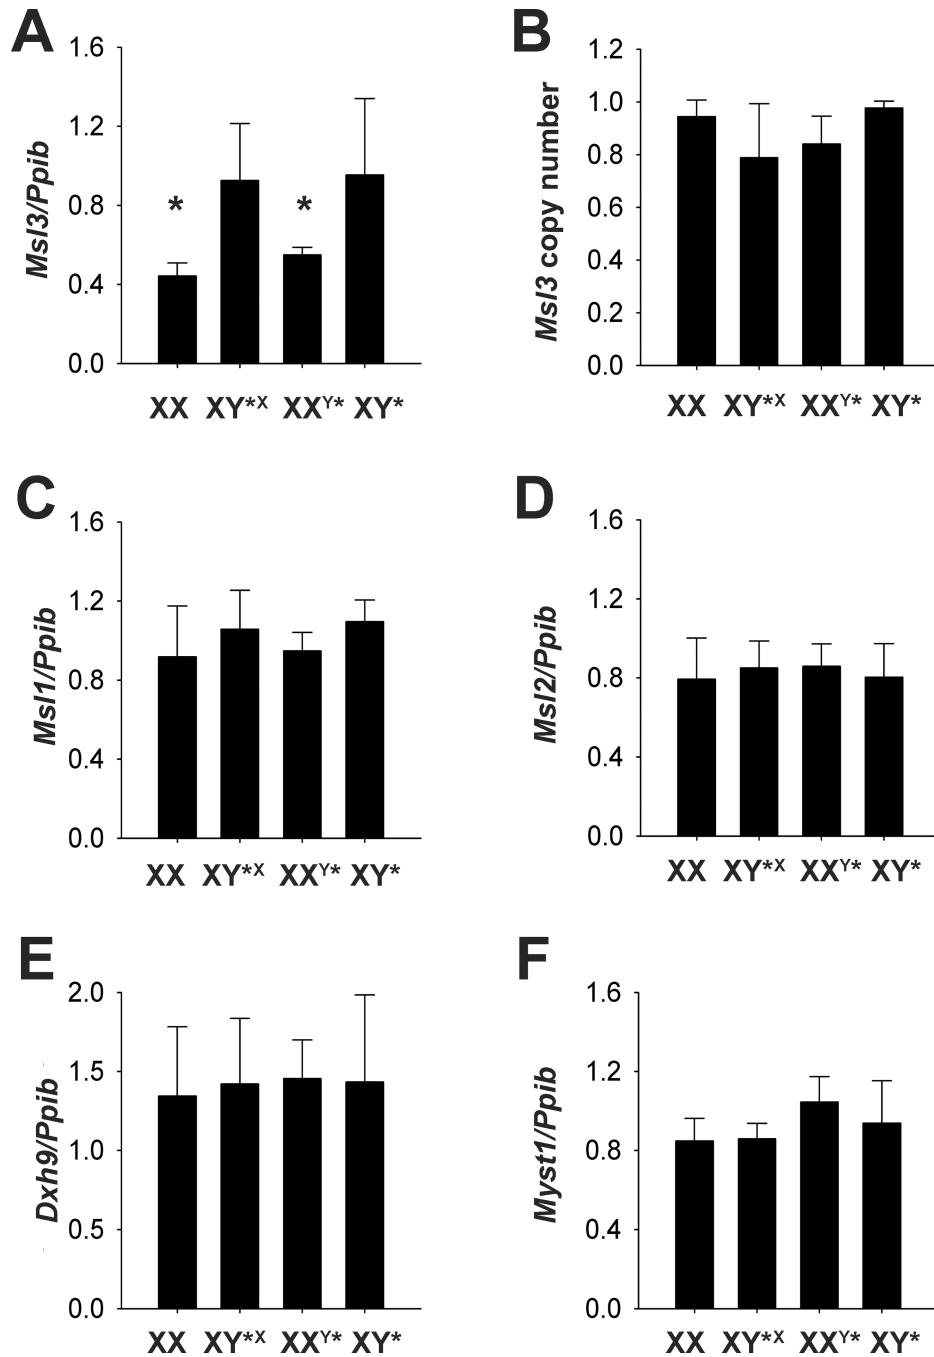 A
Msl3/Ppib
1.6
1.2
0.8
0.4
0.0
* *
XX XY*X XXY* XY*
B
Msl3 copy number
1.2
1.0
0.8
0.6
0.4
0.2
0.0
XX XY*X XXY* XY*
C
Msl1/Ppib
1.6
1.2
0.8
0.4
0.0
XX XY*X XXY* XY*
D
Msl2/Ppib
1.6
1.2
0.8
0.4
0.0
XX XY*X XXY* XY*
E
Dxh9/Ppib
2.0
1.5
1.0
0.5
0.0
XX XY*X XXY* XY*
F
Myst1/Ppib
1.6
1.2
0.8
0.4
0.0
XX XY*X XXY* XY*